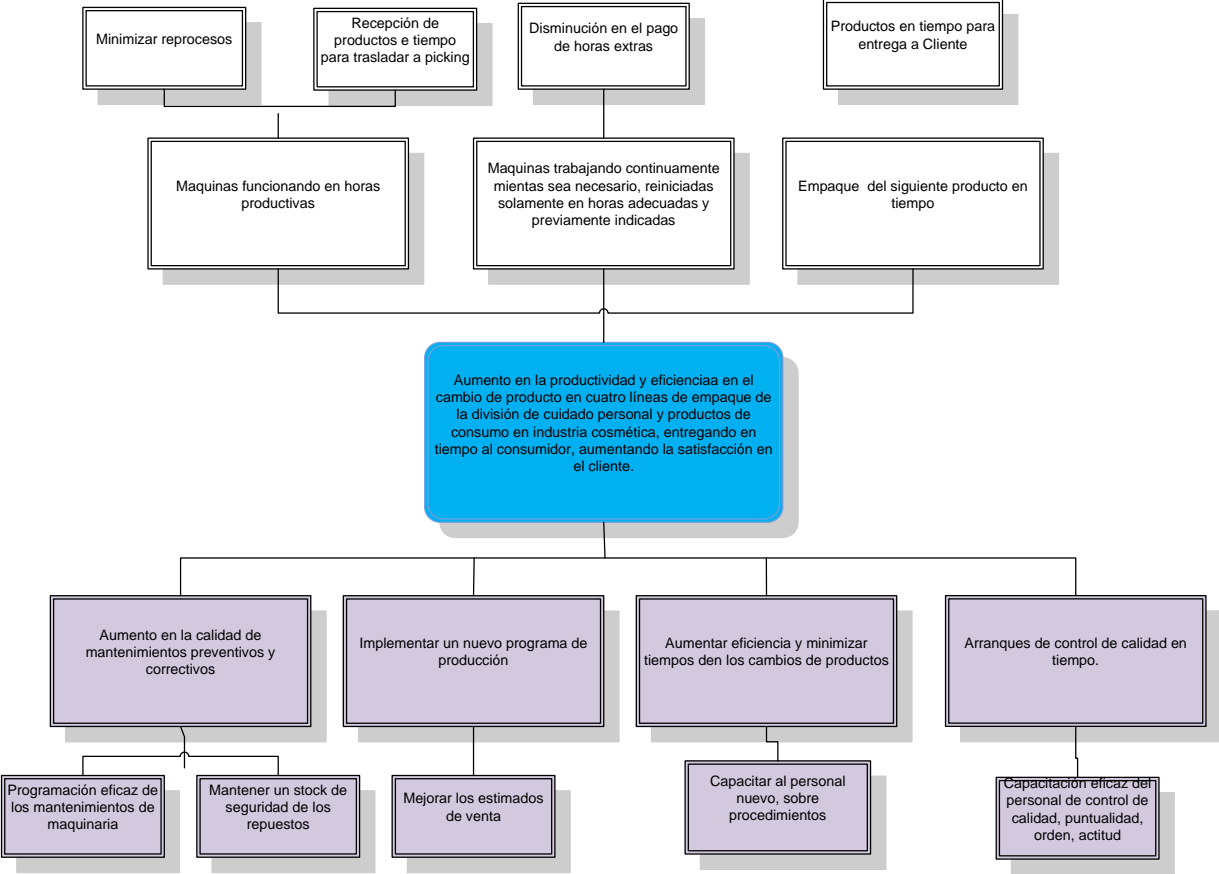 Minimizar reprocesos
Recepción de
productos e tiempo
para trasladar a picking
Disminución en el pago
de horas extras
Productos en tiempo para
entrega a Cliente
Maquinas funcionando en horas
productivas
Maquinas trabajando continuamente
mientas sea necesario, reiniciadas
solamente en horas adecuadas y
previamente indicadas
Empaque del siguiente producto en
tiempo
Aumento en la productividad y eficienciaa en el
cambio de producto en cuatro líneas de empaque de
la división de cuidado personal y productos de
consumo en industria cosmética, entregando en
tiempo al consumidor, aumentando la satisfacción en
el cliente.
Aumento en la calidad de
mantenimientos preventivos y
correctivos
Implementar un nuevo programa de
producción
Aumentar eficiencia y minimizar
tiempos den los cambios de productos
Arranques de control de calidad en
tiempo.
Programación eficaz de
los mantenimientos de
maquinaria
Mantener un stock de
seguridad de los
repuestos
Mejorar los estimados
de venta
Capacitar al personal
nuevo, sobre
procedimientos
Capacitación eficaz del
personal de control de
calidad, puntualidad,
orden, actitud